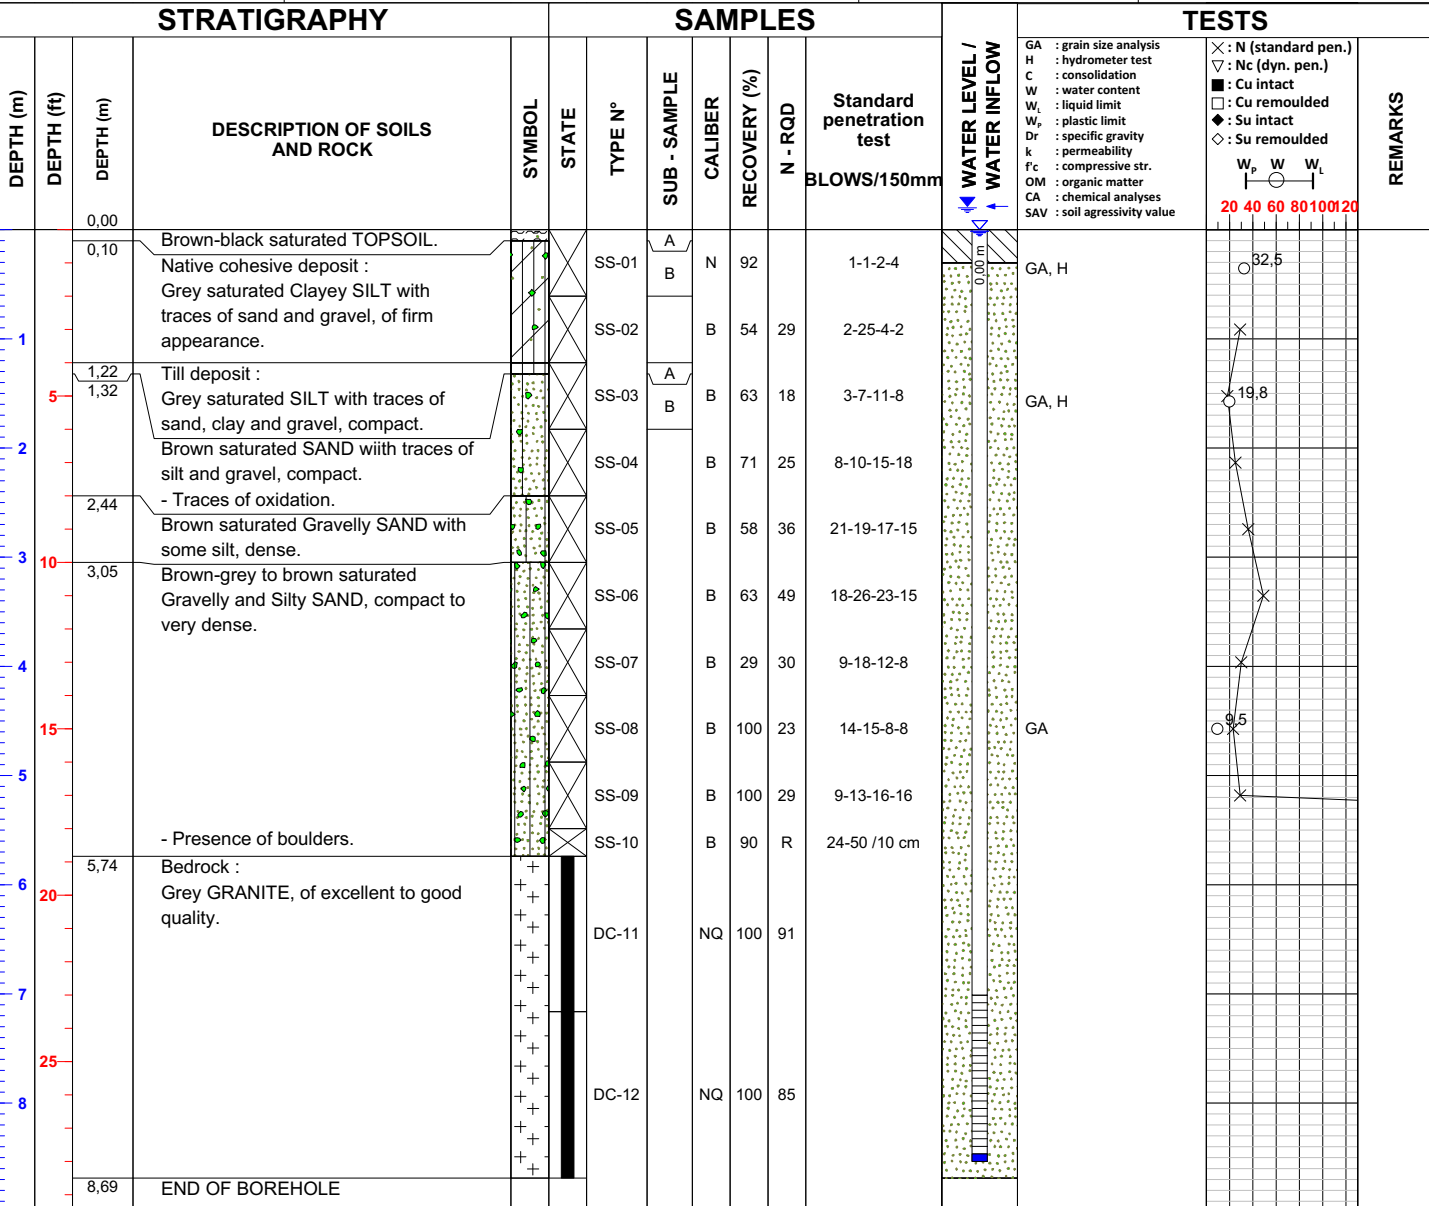 STRATIGRAPHY
SAMPLES
TESTS
DEPTH (m)
DEPTH (ft)
DEPTH (m)
DESCRIPTION OF SOILS
AND ROCK
SYMBOL
STATE
TYPE N°
SUB - SAMPLE
CALIBER
RECOVERY (%)
N - RQD
Standard
penetration
test
BLOWS/150mm
WATER LEVEL /
WATER INFLOW
GA : grain size analysis
H : hydrometer test
C : consolidation
W : water content
WL : liquid limit
WP : plastic limit
Dr : specific gravity
k : permeability
f'c : compressive str.
OM : organic matter
CA : chemical analyses
SAV : soil agressivity value
: N (standard pen.)
: Nc (dyn. pen.)
: Cu intact
: Cu remoulded
: Su intact
: Su remoulded
WP W WL
20 40 60 80 100 120
REMARKS
0,00
0,10
Brown-black saturated TOPSOIL.
Native cohesive deposit :
Grey saturated Clayey SILT with
traces of sand and gravel, of firm
appearance.
A
B
SS-01 N 92 1-1-2-4
0,00 m
GA, H
32,5
1
SS-02 B 54 29 2-25-4-2
1,22
1,32
Till deposit :
Grey saturated SILT with traces of
sand, clay and gravel, compact.
5
A
B
SS-03 B 63 18 3-7-11-8
GA, H
19,8
2
Brown saturated SAND wiith traces of
silt and gravel, compact.
SS-04 B 71 25 8-10-15-18
2,44
- Traces of oxidation.
Brown saturated Gravelly SAND with
some silt, dense.
SS-05 B 58 36 21-19-17-15
3
10
3,05
Brown-grey to brown saturated
Gravelly and Silty SAND, compact to
very dense.
SS-06 B 63 49 18-26-23-15
4
SS-07 B 29 30 9-18-12-8
15
SS-08 B 100 23 14-15-8-8
GA
9,5
5
SS-09 B 100 29 9-13-16-16
- Presence of boulders.
SS-10 B 90 R 24-50 /10 cm
5,74
Bedrock :
Grey GRANITE, of excellent to good
quality.
6
20
DC-11 NQ 100 91
7
25
DC-12 NQ 100 85
8
8,69
END OF BOREHOLE